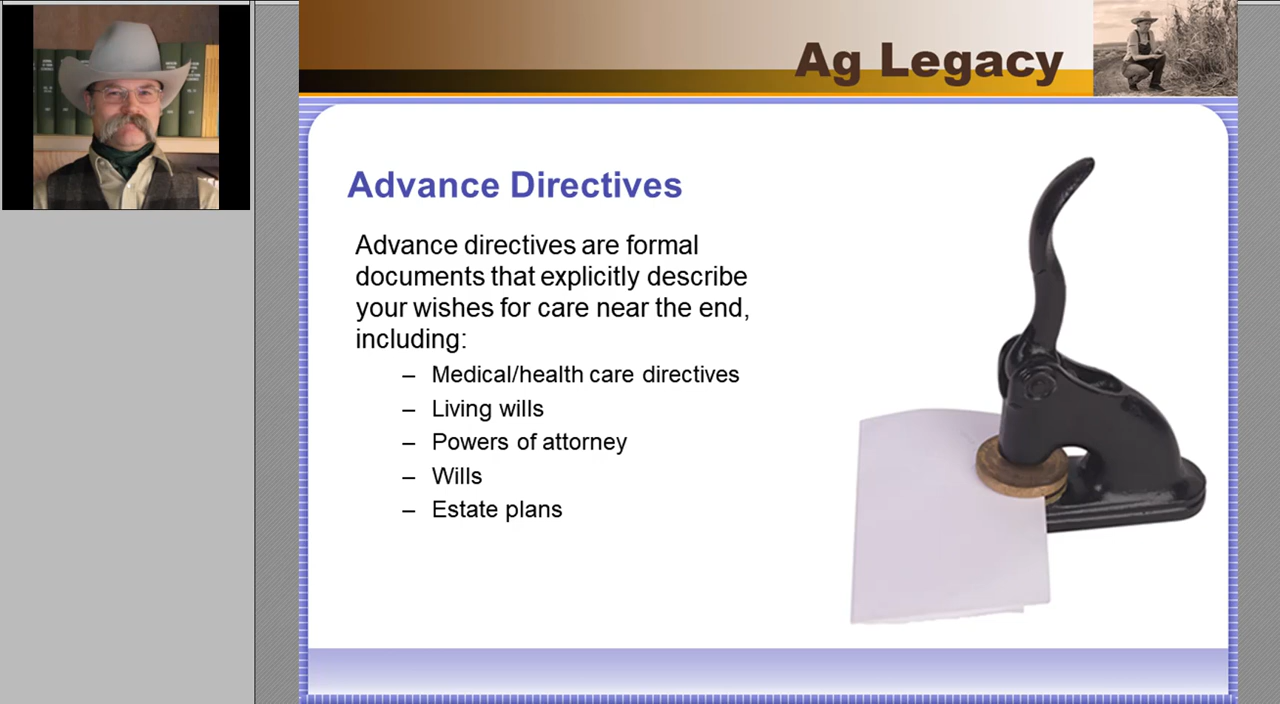 Ag Legacy
Advance Directives
Advance directives are formal
documents that explicitly describe
your wishes for care near the end,
including:
– Medical/health care directives
– Living wills
– Powers of attorney
– Wills
– Estate plans